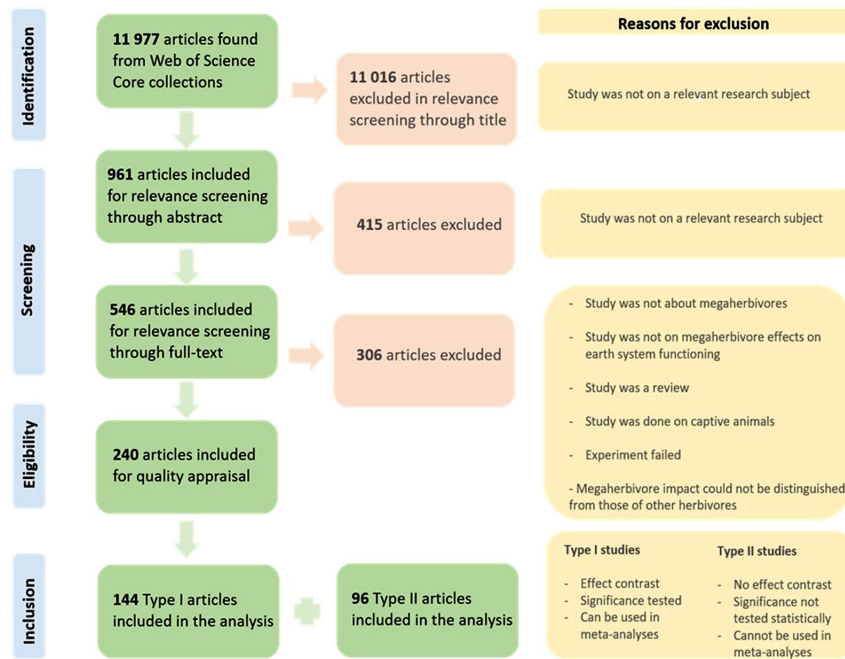 Reasons for exclusion
Identification
11 977 articles found
from Web of Science
Core collections
11 016 articles
excluded in relevance
screening through title
Study was not on a relevant research subject
Screening
961 articles included
for relevance screening
through abstract
415 articles excluded
Study was not on a relevant research subject
546 articles included
for relevance screening
through full-text
306 articles excluded
- Study was not about megaherbivores
- Study was not on megaherbivore effects on
earth system functioning
- Study was a review
- Study was done on captive animals
- Experiment failed
- Megaherbivore impact could not be distinguished
from those of other herbivores
Eligibility
240 articles included
for quality appraisal
Inclusion
144 Type I articles
included in the analysis
96 Type II articles
included in the analysis
Type I studies
- Effect contrast
- Significance tested
- Can be used in
meta-analyses
Type II studies
- No effect contrast
- Significance not
tested statistically
- Cannot be used in
meta-analyses